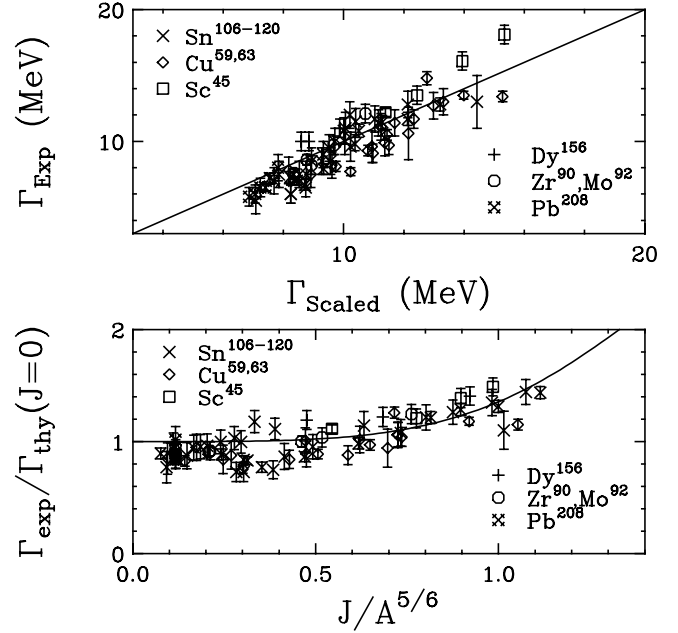 20
× Sn^106−120
◇ Cu^59,63
□ Sc^45
Γ_Exp (MeV)
10
+ Dy^156
○ Zr^90,Mo^92
Pb^208
10
20
Γ_Scaled (MeV)
2
× Sn^106−120
◇ Cu^59,63
□ Sc^45
Γ_exp/Γ_thy(J=0)
1
+ Dy^156
○ Zr^90,Mo^92
Pb^208
0
0.0
0.5
1.0
J/A^5/6